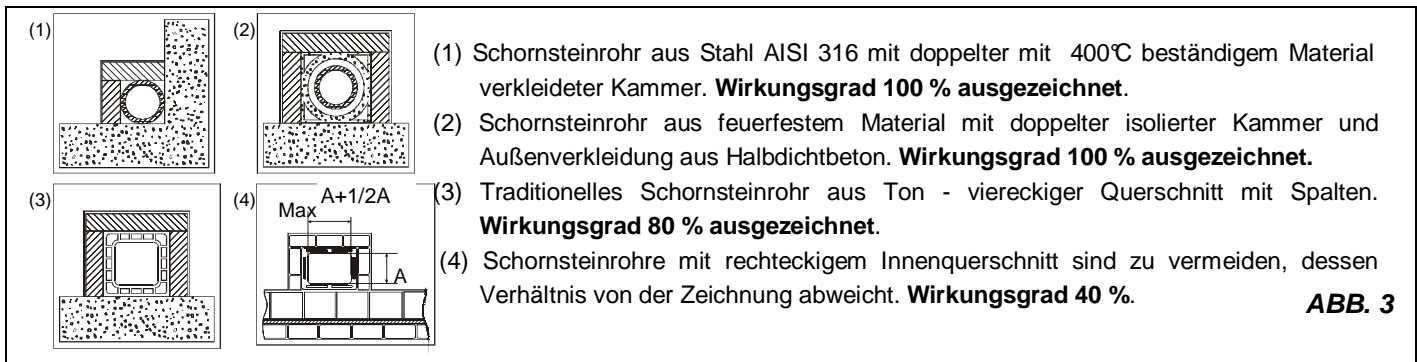 (1)
(2)
(1) Schornsteinrohr aus Stahl AISI 316 mit doppelter mit 400℃ beständigem Material
verkleideter Kammer. Wirkungsgrad 100 % ausgezeichnet.
(2) Schornsteinrohr aus feuerfestem Material mit doppelter isolierter Kammer und
Außenverkleidung aus Halbdichtbeton. Wirkungsgrad 100 % ausgezeichnet.
(3)
(4)
A+1/2A
Max
A
(3) Traditionelles Schornsteinrohr aus Ton - viereckiger Querschnitt mit Spalten.
Wirkungsgrad 80 % ausgezeichnet.
(4) Schornsteinrohre mit rechteckigem Innenquerschnitt sind zu vermeiden, dessen
Verhältnis von der Zeichnung abweicht. Wirkungsgrad 40 %.
ABB. 3